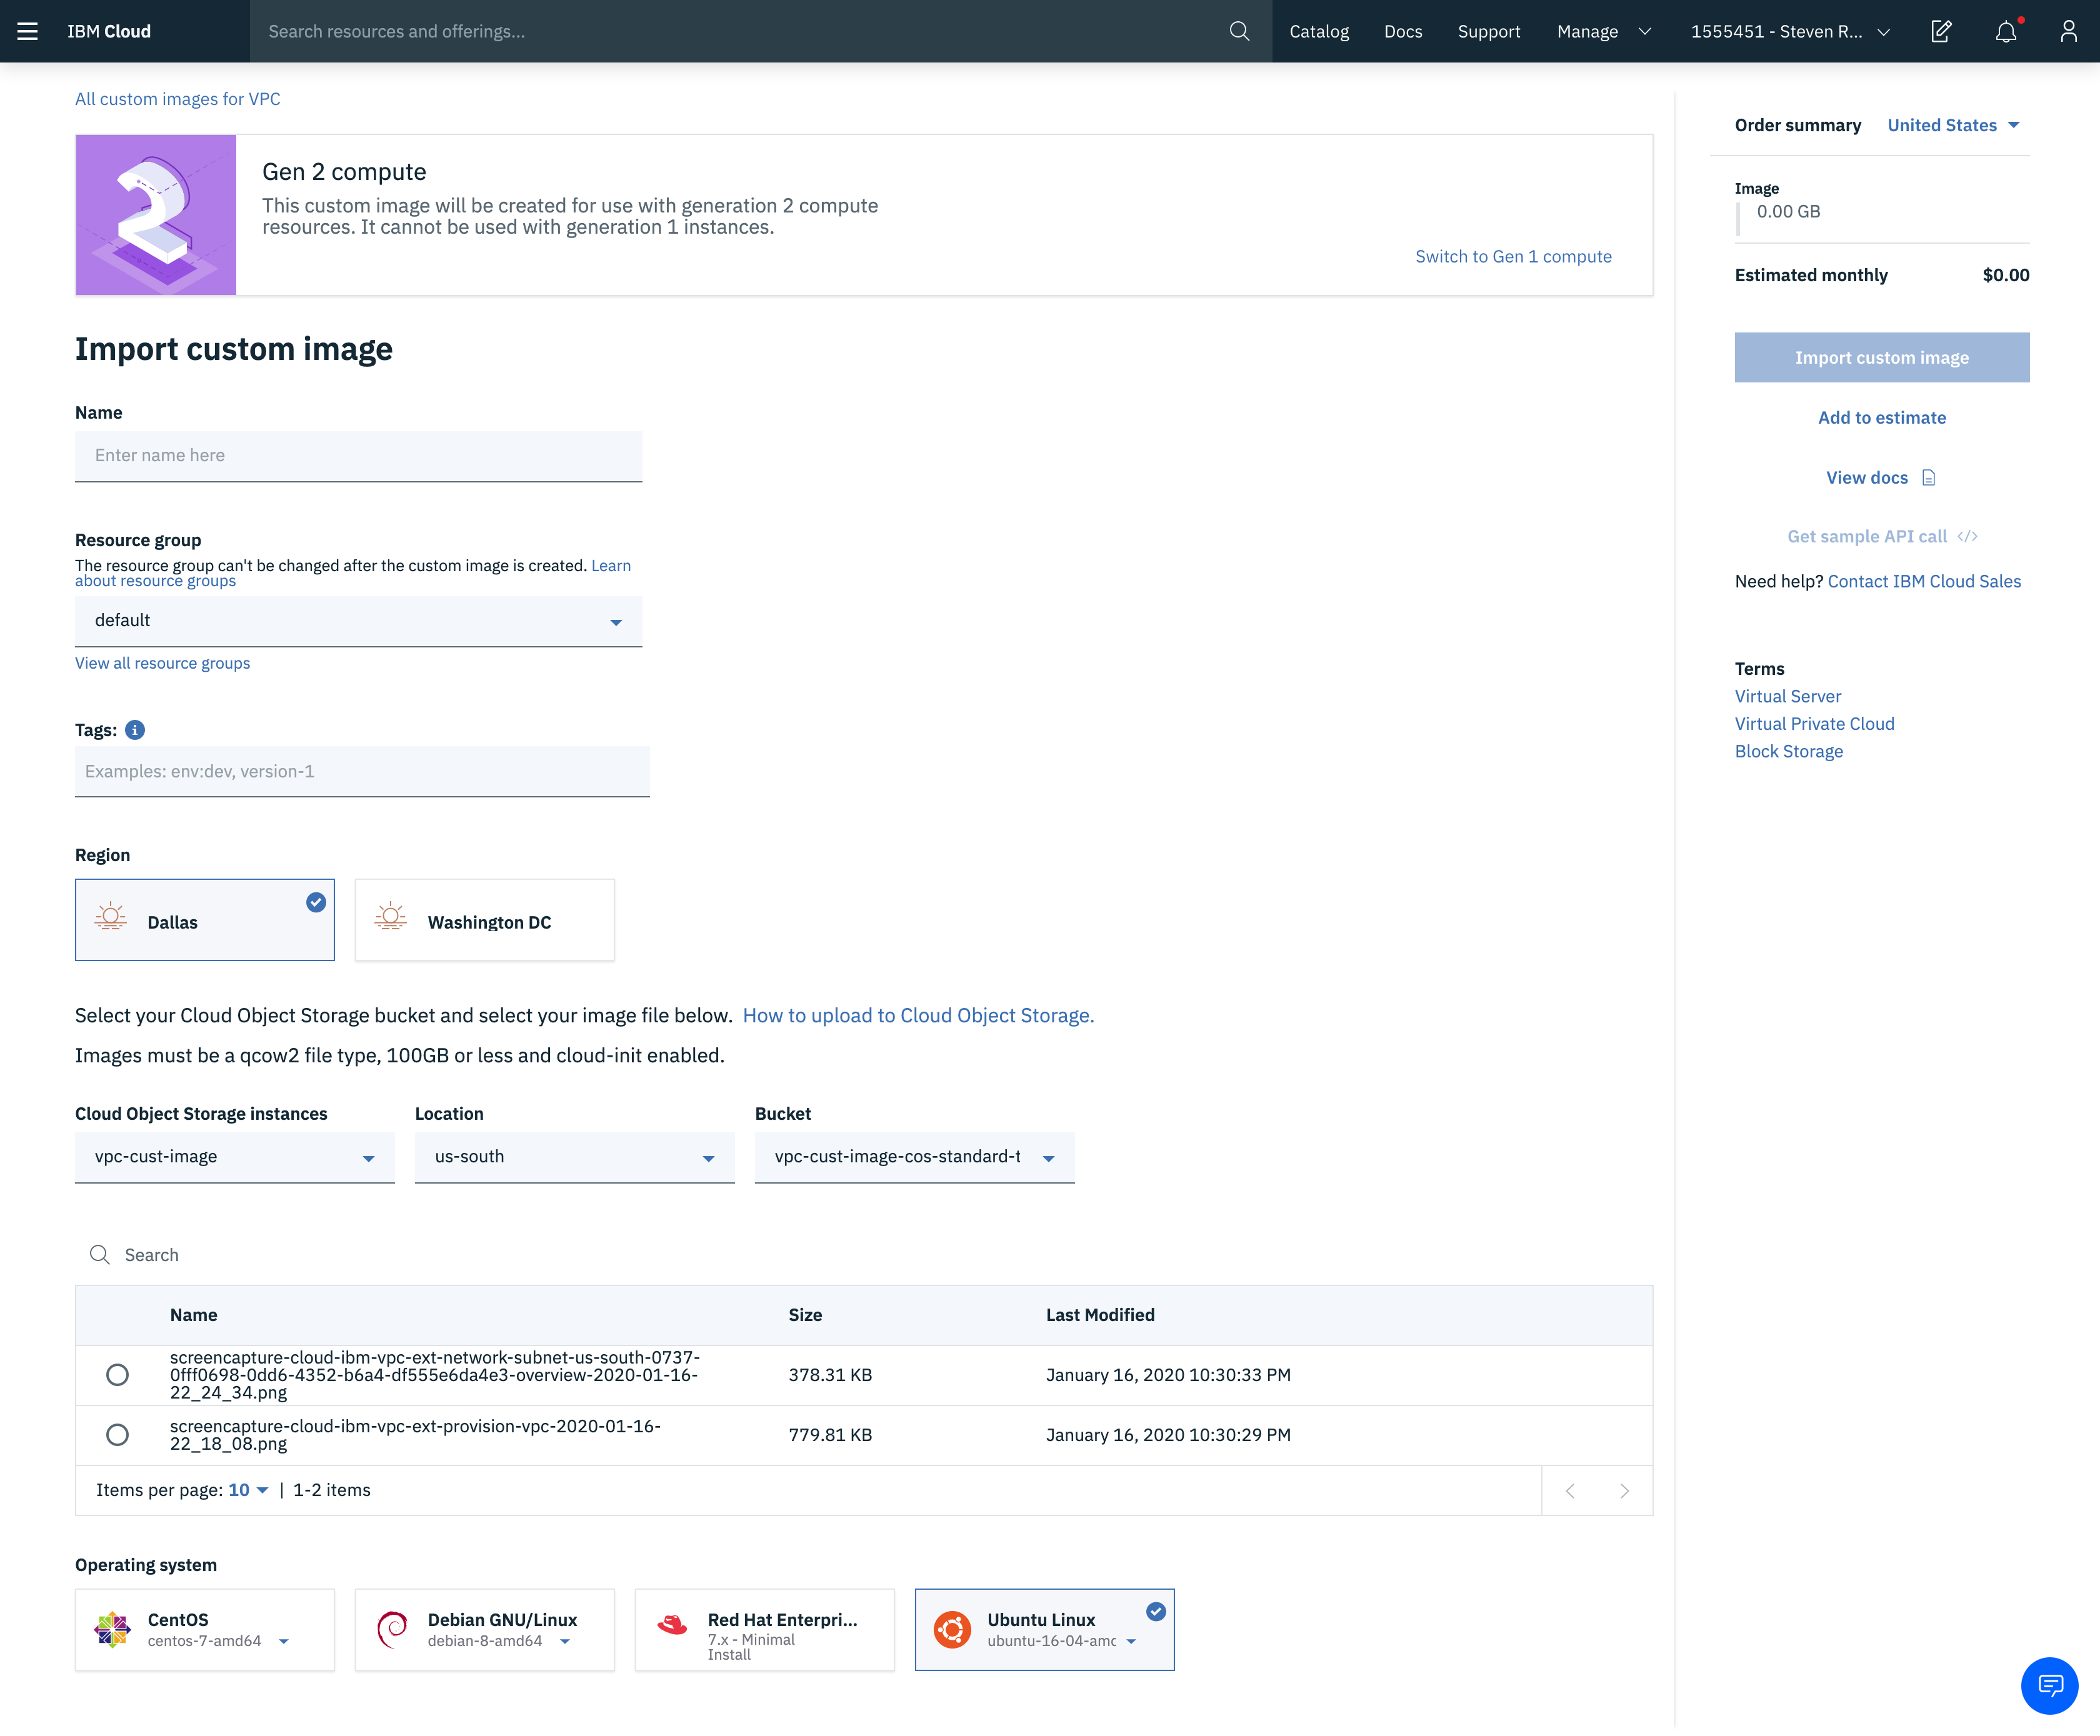 IBM Cloud
Search resources and offerings...
Catalog
Docs
Support
Manage
1555451 - Steven R...
All custom images for VPC
Gen 2 compute
This custom image will be created for use with generation 2 compute
resources. It cannot be used with generation 1 instances.
Switch to Gen 1 compute
Import custom image
Name
Enter name here
Resource group
The resource group can't be changed after the custom image is created. Learn
about resource groups
default
View all resource groups
Tags:
Examples: env:dev, version-1
Region
Dallas
Washington DC
Select your Cloud Object Storage bucket and select your image file below. How to upload to Cloud Object Storage.
Images must be a qcow2 file type, 100GB or less and cloud-init enabled.
Cloud Object Storage instances
Location
Bucket
vpc-cust-image
us-south
vpc-cust-image-cos-standard-t
Search
Name
Size
Last Modified
screencapture-cloud-ibm-vpc-ext-network-subnet-us-south-0737-
0fff0698-0dd6-4352-b6a4-df555e6da4e3-overview-2020-01-16-
22_24_34.png
378.31 KB
January 16, 2020 10:30:33 PM
screencapture-cloud-ibm-vpc-ext-provision-vpc-2020-01-16-
22_18_08.png
779.81 KB
January 16, 2020 10:30:29 PM
Items per page: 10 | 1-2 items
Operating system
CentOS
centos-7-amd64
Debian GNU/Linux
debian-8-amd64
Red Hat Enterpri...
7.x - Minimal
Install
Ubuntu Linux
ubuntu-16-04-amc
Order summary
United States
Image
0.00 GB
Estimated monthly
$0.00
Import custom image
Add to estimate
View docs
Get sample API call </>
Need help? Contact IBM Cloud Sales
Terms
Virtual Server
Virtual Private Cloud
Block Storage